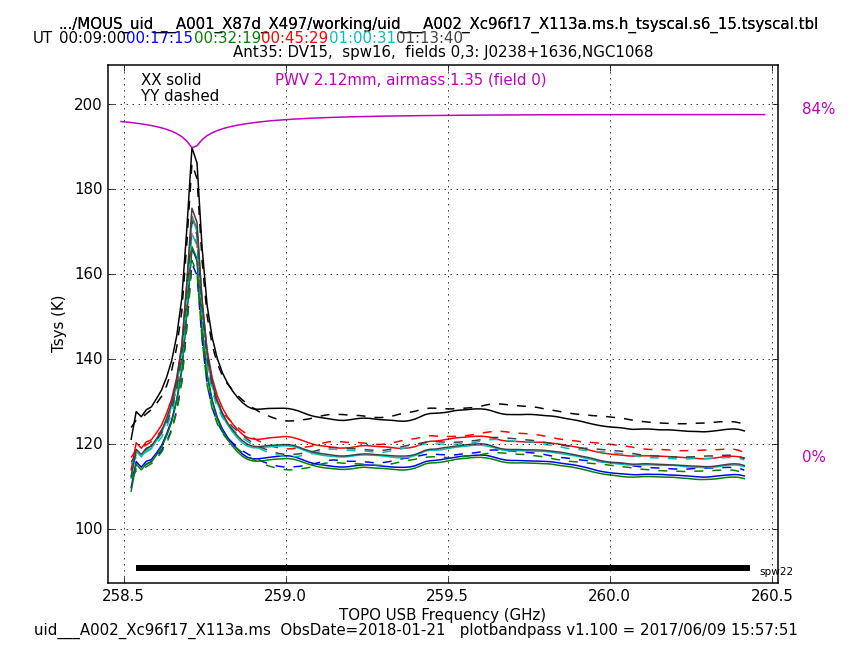 .../MOUS_uid___A001_X87d_X497/working/uid___A002_Xc96f17_X113a.ms.h_tsyscal.s6_15.tsyscal.tbl
UT 00:09:00 00:17:15 00:32:19 00:45:29 01:00:31 01:13:40
Ant35: DV15, spw16, fields 0,3: J0238+1636,NGC1068
XX solid
PWV 2.12mm, airmass 1.35 (field 0)
YY dashed
200
84%
180
160
Tsys (K)
140
120
0%
100
spw22
258.5 259.0 259.5 260.0 260.5
TOPO USB Frequency (GHz)
uid___A002_Xc96f17_X113a.ms ObsDate=2018-01-21 plotbandpass v1.100 = 2017/06/09 15:57:51